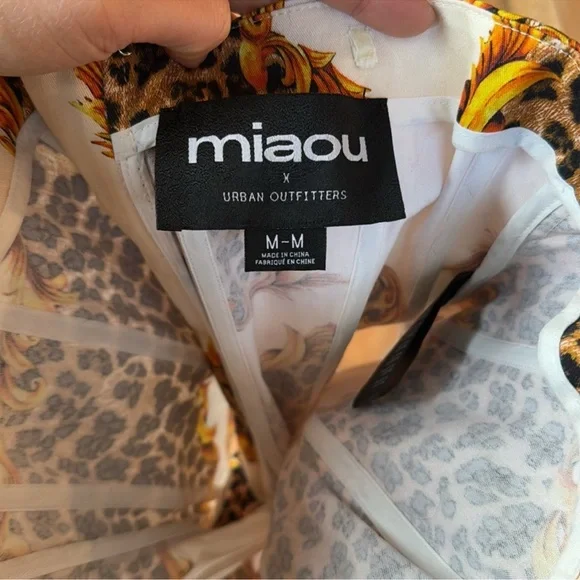 miaou
X
URBAN OUTFITTERS
M-M
MADE IN CHINA
FABRIQUÉ EN CHINE